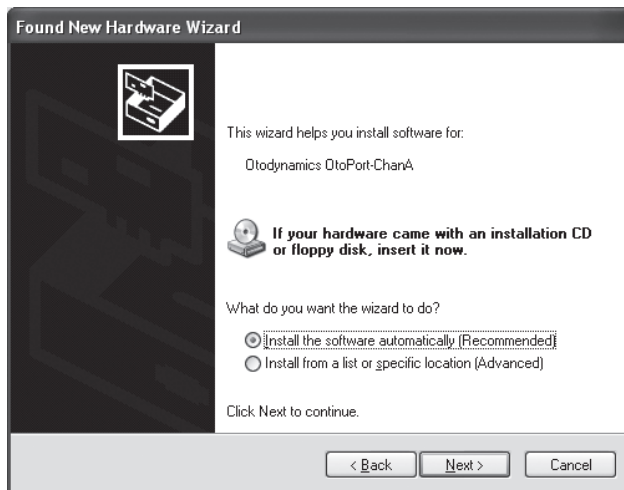 Found New Hardware Wizard
This wizard helps you install software for:
Otodynamics OtoPort-ChanA
If your hardware came with an installation CD
or floppy disk, insert it now.
What do you want the wizard to do?
Install the software automatically (Recommended)
Install from a list or specific location (Advanced)
Click Next to continue.
< Back Next > Cancel